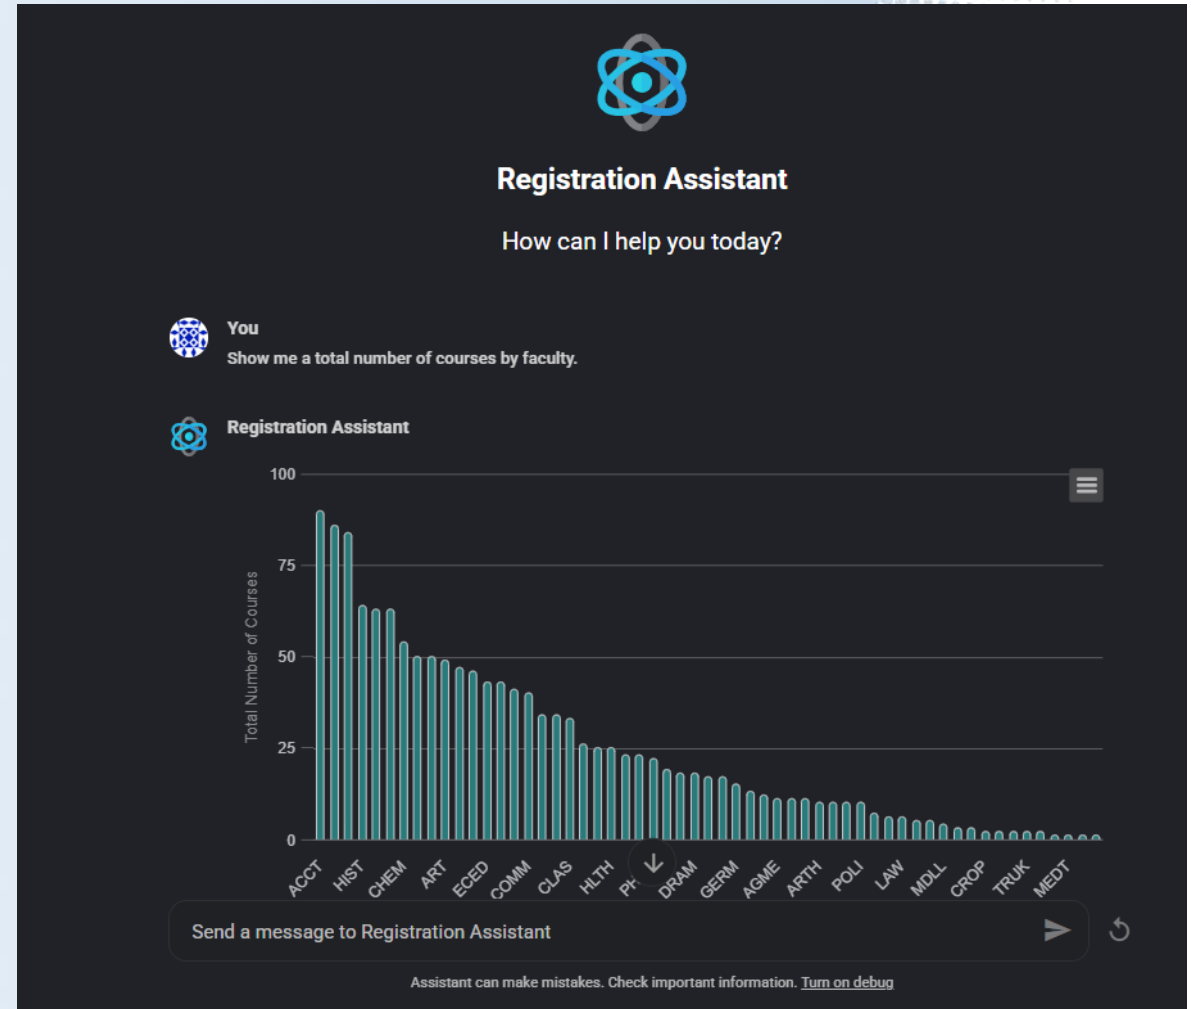 Registration Assistant
How can I help you today?
You
Show me a total number of courses by faculty.
Registration Assistant
100
75
50
25
0
Total Number of Courses
ACCT HIST CHEM ART ECED COMM CLAS HLTH DRAM GERM AGME ARTH POLI LAW MDLL CROP TRUK MEDT
Send a message to Registration Assistant
Assistant can make mistakes. Check important information. Turn on debug